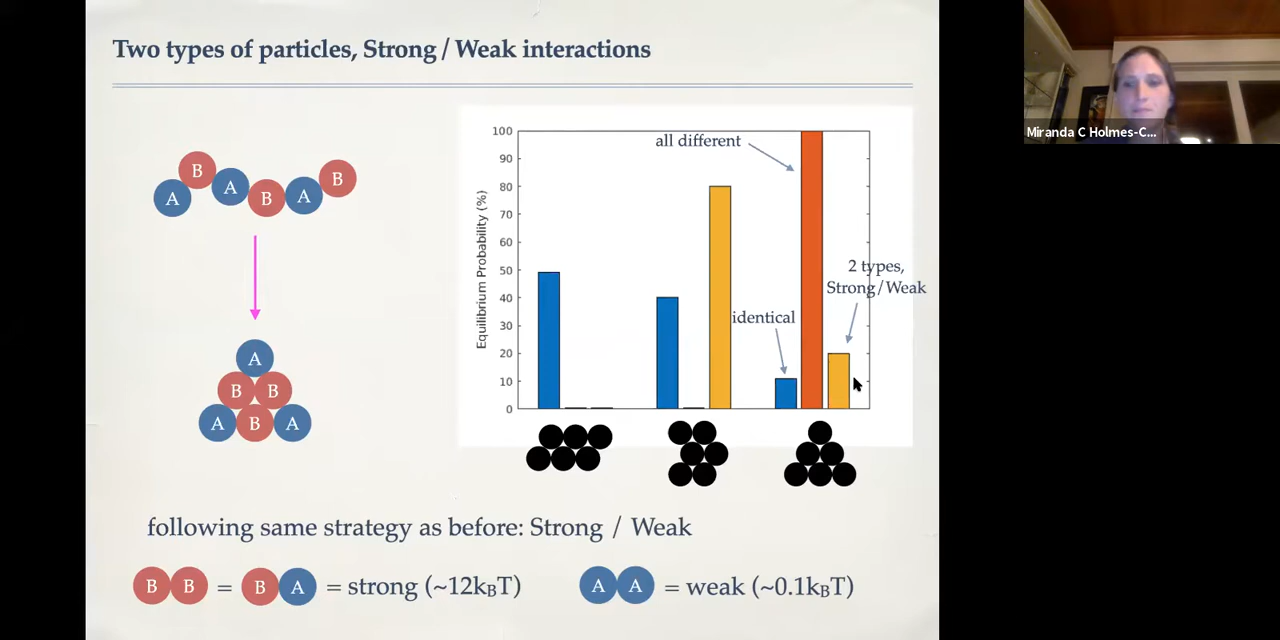 Two types of particles, Strong / Weak interactions
Miranda C Holmes-C...
A
B
A
B
A
B
A
B
B
A
B
A
Equilibrium Probability (%)
100
90
80
70
60
50
40
30
20
10
0
all different
identical
2 types,
Strong/Weak
following same strategy as before: Strong / Weak
B B = B A = strong (~12kBT)
A A = weak (~0.1kBT)